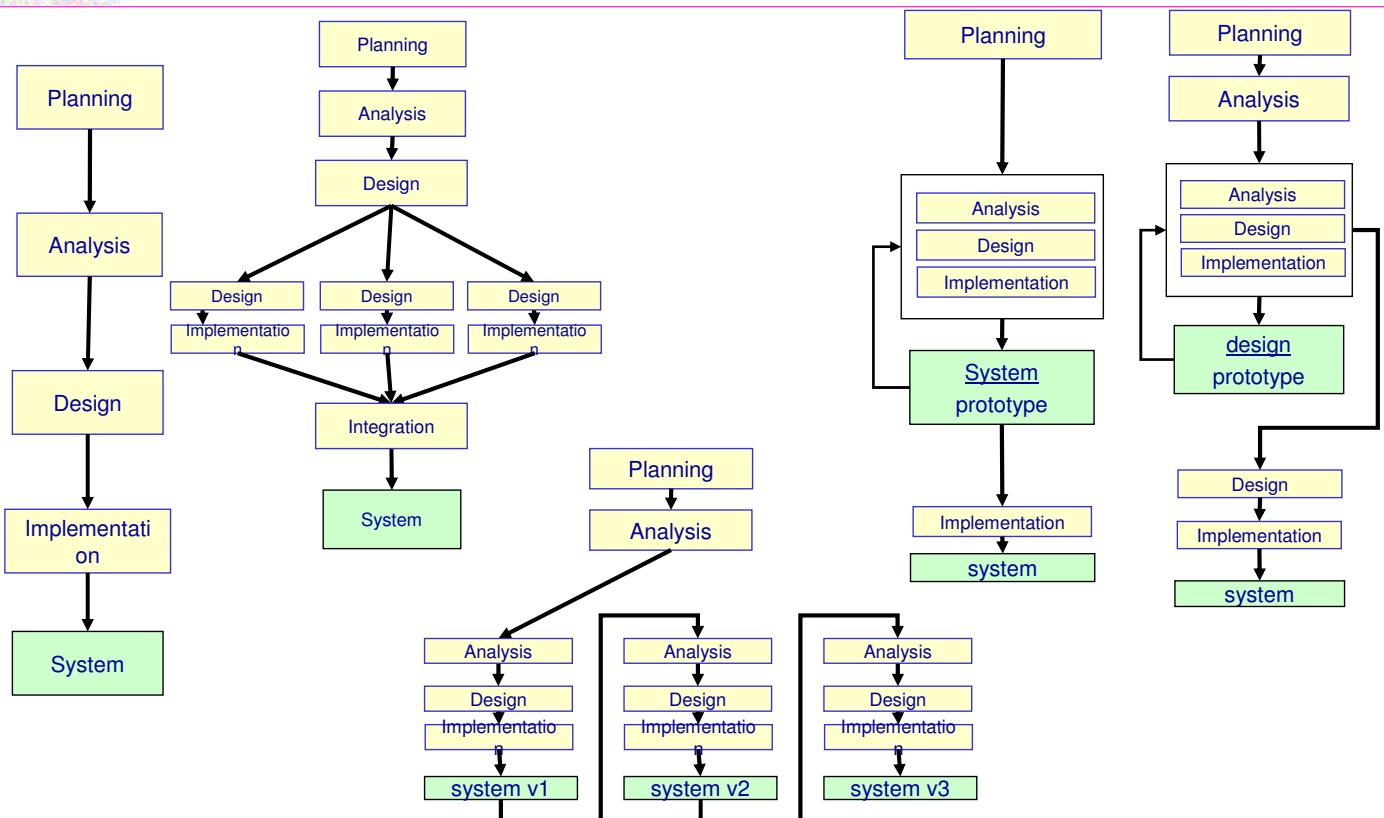 Planning
Analysis
Design
Implementati
on
System
Planning
Analysis
Design
Design
Design
Design
Implementatio
n
Implementatio
n
Implementatio
n
Integration
System
Planning
Analysis
Analysis
Design
Implementatio
n
system v1
Analysis
Design
Implementatio
n
system v2
Analysis
Design
Implementatio
n
system v3
Planning
Analysis
Design
Implementation
System
prototype
Implementation
system
Planning
Analysis
Analysis
Design
Implementation
design
prototype
Design
Implementation
system